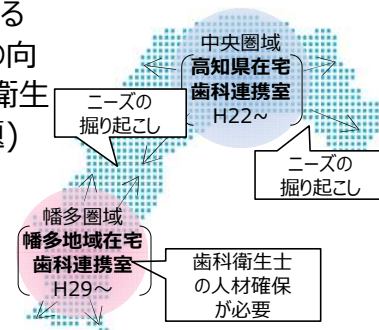 る
の向
衛生
題)
中央圏域
高知県在宅
歯科連携室
H22~
ニーズの
掘り起こし
ニーズの
掘り起こし
幡多圏域
幡多地域在宅
歯科連携室
H29～
歯科衛生士
の人材確保
が必要